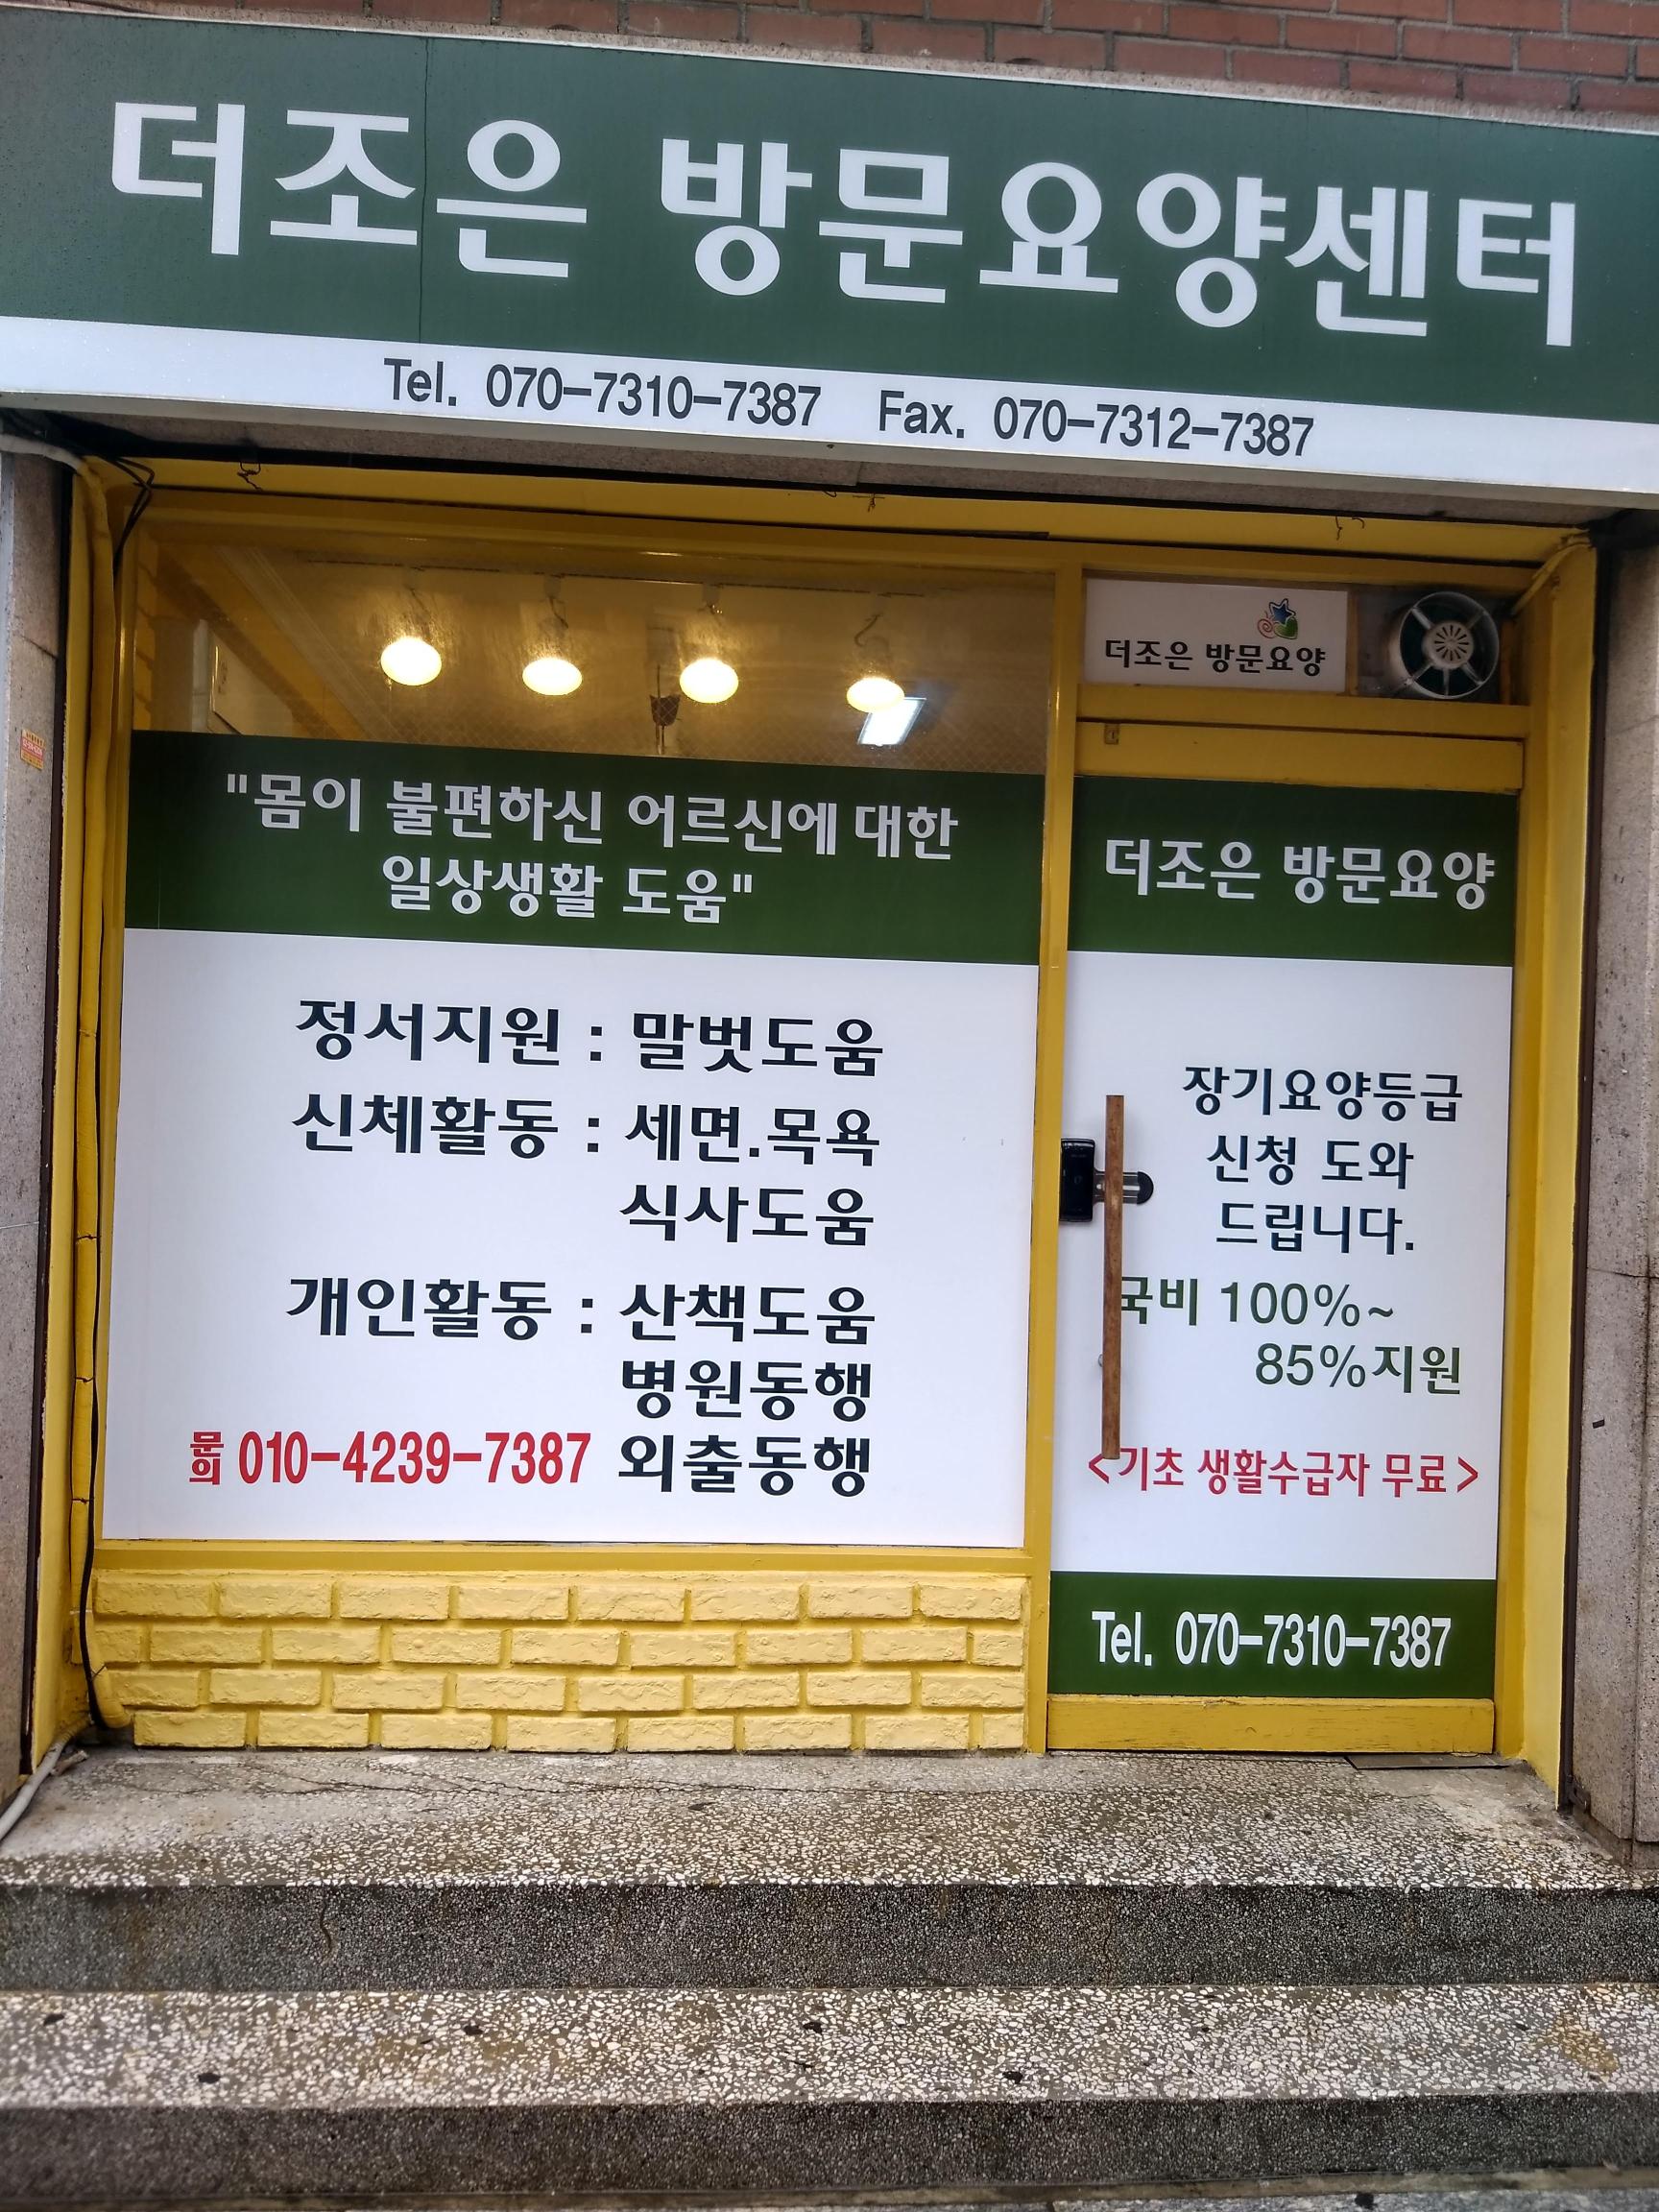 더조은 방문요양센터
Tel. 070-7310-7387 Fax. 070-7312-7387
더조은 방문요양
"몸이 불편하신 어르신에 대한
일상생활 도움"
정서지원 : 말벗도움
신체활동 : 세면.목욕
식사도움
개인활동 : 산책도움
병원동행
문의 010-4239-7387 외출동행
더조은 방문요양
장기요양등급
신청 도와
드립니다.
국비 100%~
85%지원
<기초 생활수급자 무료>
Tel. 070-7310-7387